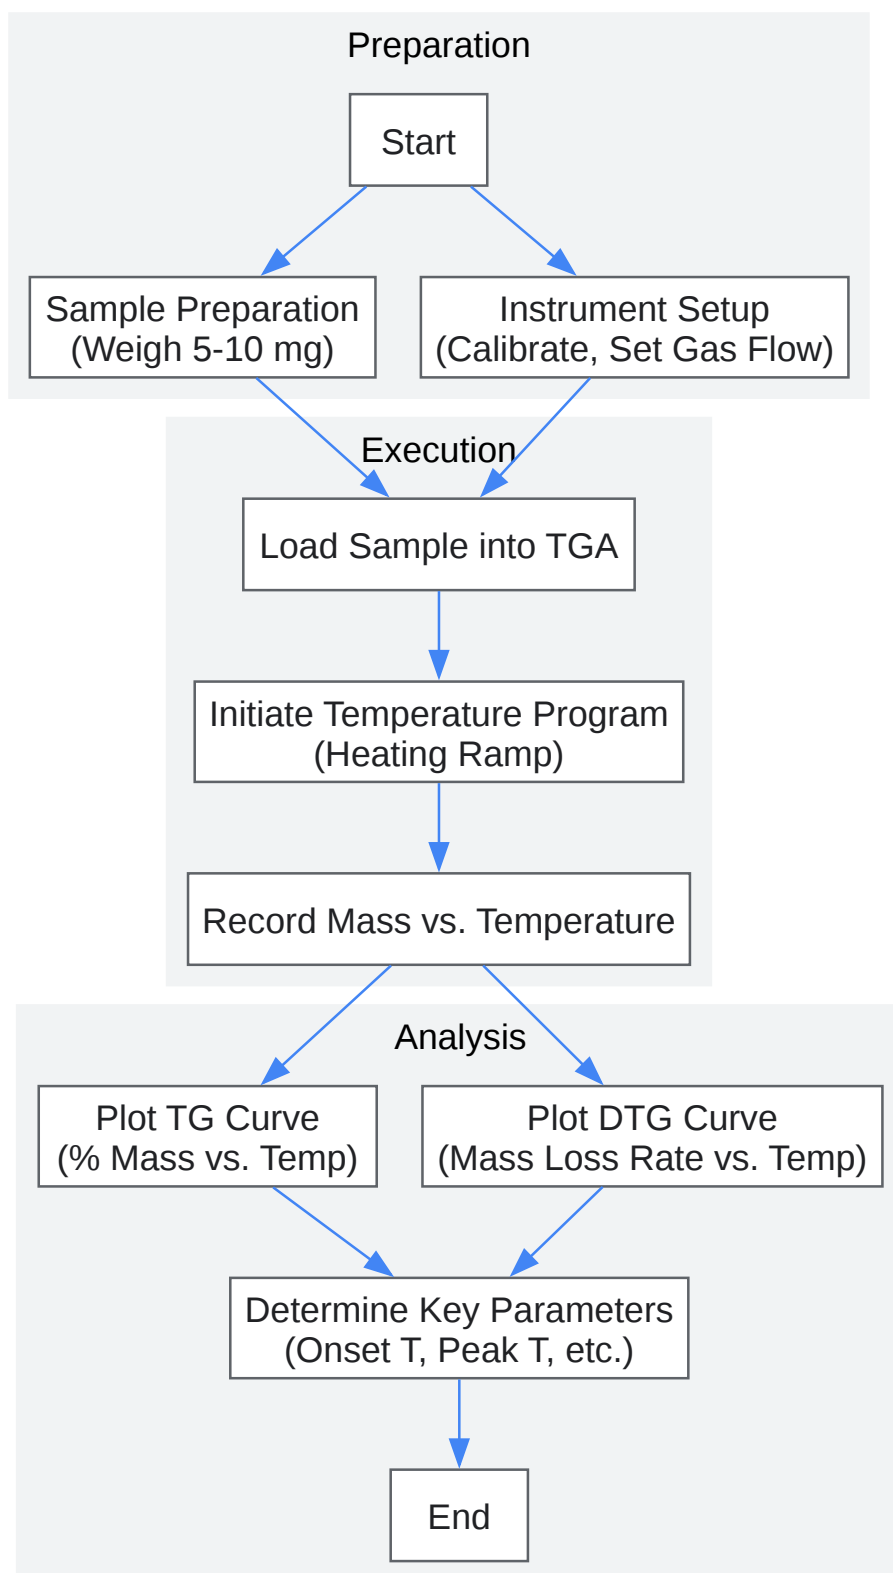 Preparation
Start
Sample Preparation
(Weigh 5-10 mg)
Instrument Setup
(Calibrate, Set Gas Flow)
Execution
Load Sample into TGA
Initiate Temperature Program
(Heating Ramp)
Record Mass vs. Temperature
Analysis
Plot TG Curve
(% Mass vs. Temp)
Plot DTG Curve
(Mass Loss Rate vs. Temp)
Determine Key Parameters
(Onset T, Peak T, etc.)
End